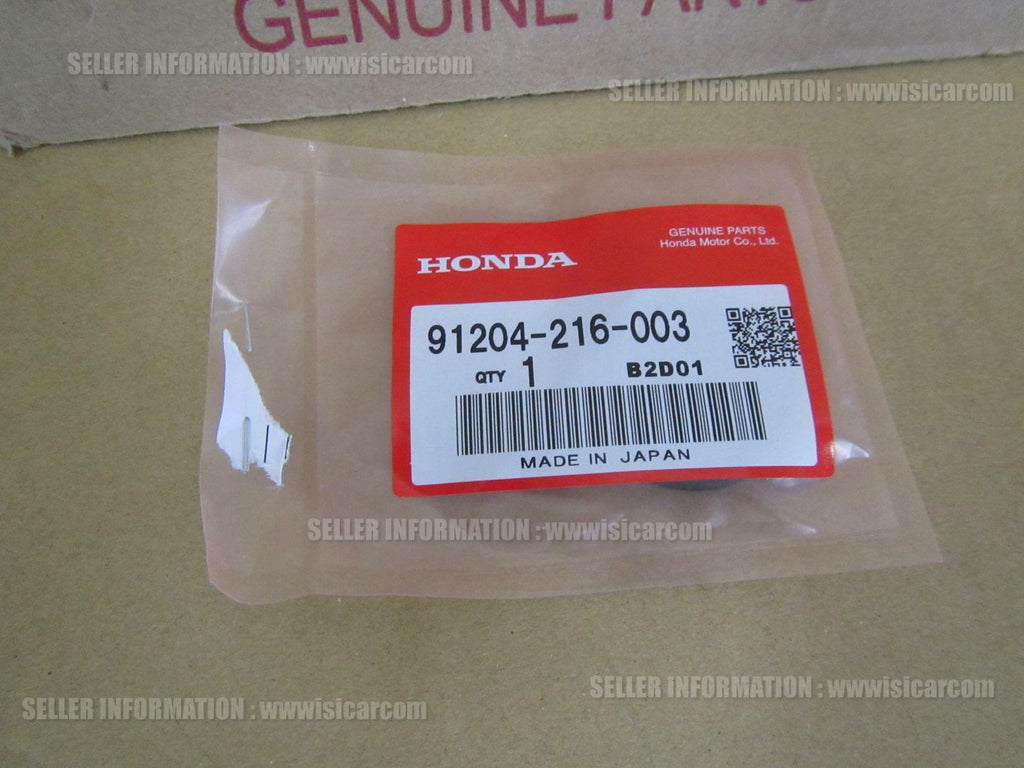 GENUINE PARTS
SELLER INFORMATION : wwwisicarcom
SELLER INFORMATION : wwwisicarcom
GENUINE PARTS
Honda Motor Co., Ltd.
HONDA
91204-216-003
QTY 1 B2D01
MADE IN JAPAN
SELLER INFORMATION : wwwisicarcom
SELLER INFORMATION : wwwisicarcom
SELLER INFORMATION : wwwisicarcom